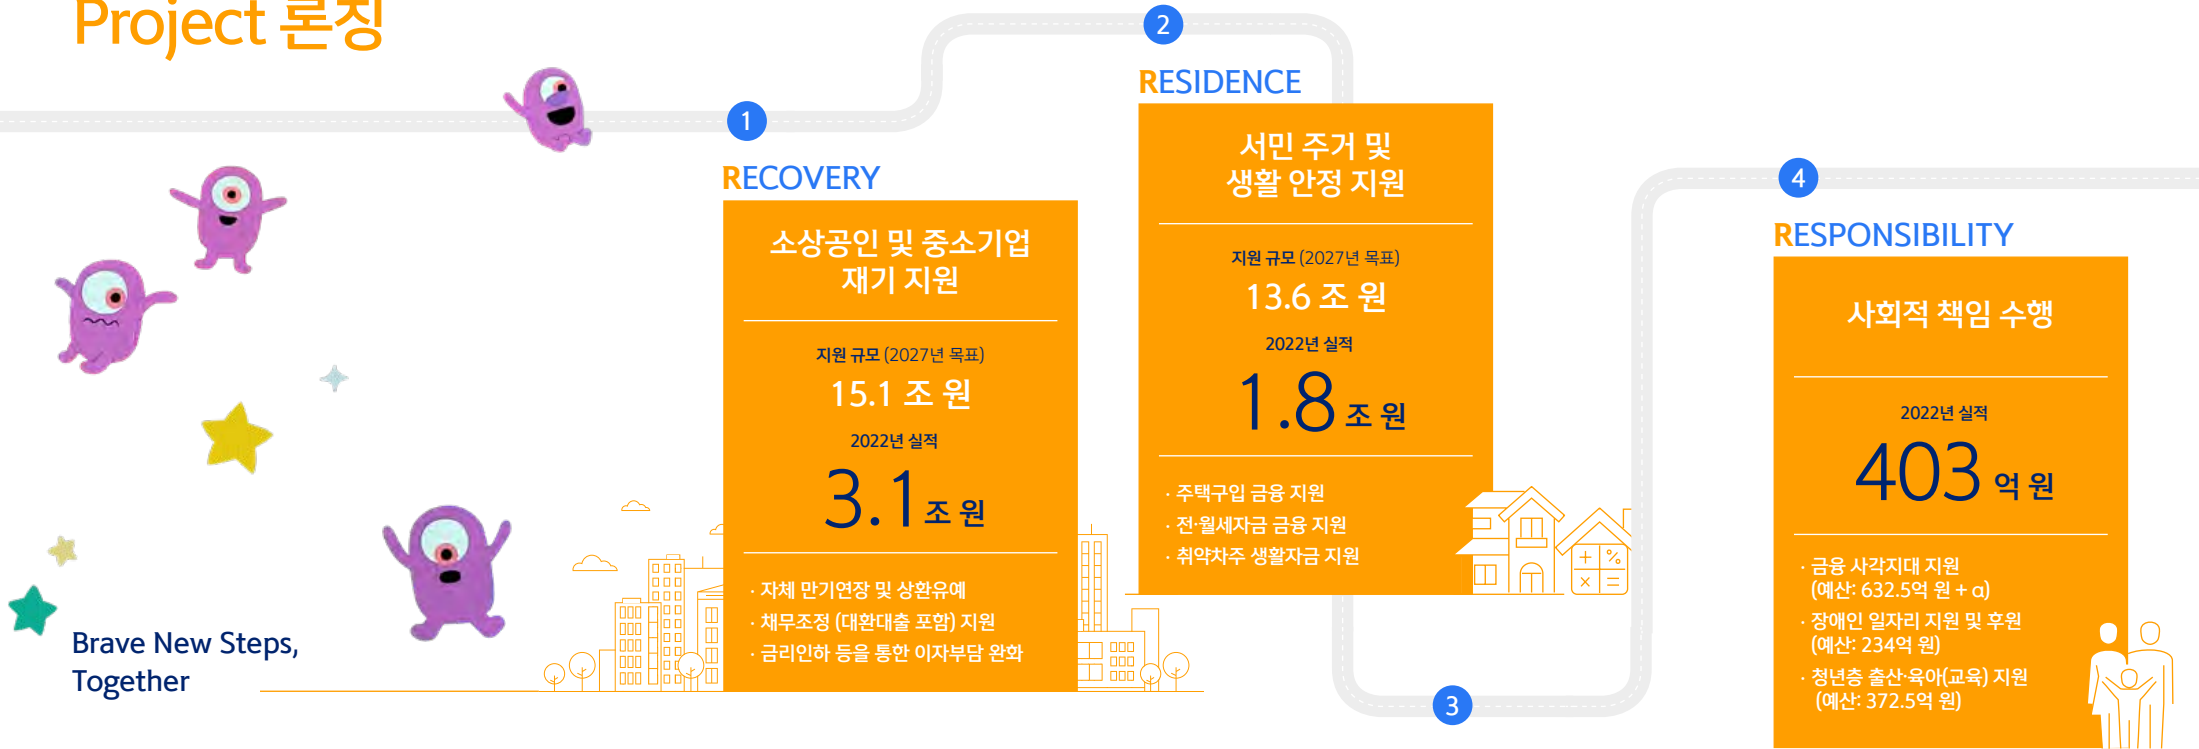 Project 론칭
1
RECOVERY
소상공인 및 중소기업
재기 지원
지원 규모 (2027년 목표)
15.1 조 원
2022년 실적
3.1 조 원
· 자체 만기연장 및 상환유예
· 채무조정 (대환대출 포함) 지원
· 금리인하 등을 통한 이자부담 완화
2
RESIDENCE
서민 주거 및
생활 안정 지원
지원 규모 (2027년 목표)
13.6 조 원
2022년 실적
1.8 조 원
· 주택구입 금융 지원
· 전·월세자금 금융 지원
· 취약차주 생활자금 지원
3
4
RESPONSIBILITY
사회적 책임 수행
2022년 실적
403 억 원
· 금융 사각지대 지원
(예산: 632.5억 원 + α)
· 장애인 일자리 지원 및 후원
(예산: 234억 원)
· 청년층 출산·육아(교육) 지원
(예산: 372.5억 원)
Brave New Steps,
Together